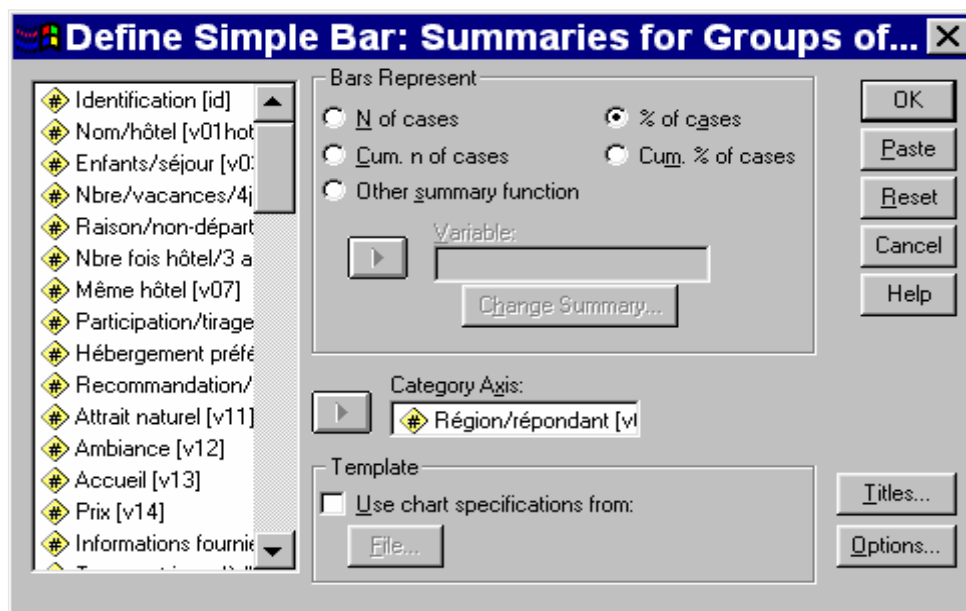 Define Simple Bar: Summaries for Groups of...
Identification [id]
Nom/hôtel [v01hot
Enfants/séjour [v0
Nbre/vacances/4j
Raison/non-départ
Nbre fois hôtel/3 a
Même hôtel [v07]
Participation/tirage
Hébergement préfé
Recommandation/
Attrait naturel [v11]
Ambiance [v12]
Accueil [v13]
Prix [v14]
Informations fournie
Bars Represent
N of cases
% of cases
Cum. n of cases
Cum. % of cases
Other summary function
Variable:
Change Summary...
Category Axis:
Région/répondant [v
Template
Use chart specifications from:
File...
OK
Paste
Reset
Cancel
Help
Titles...
Options...